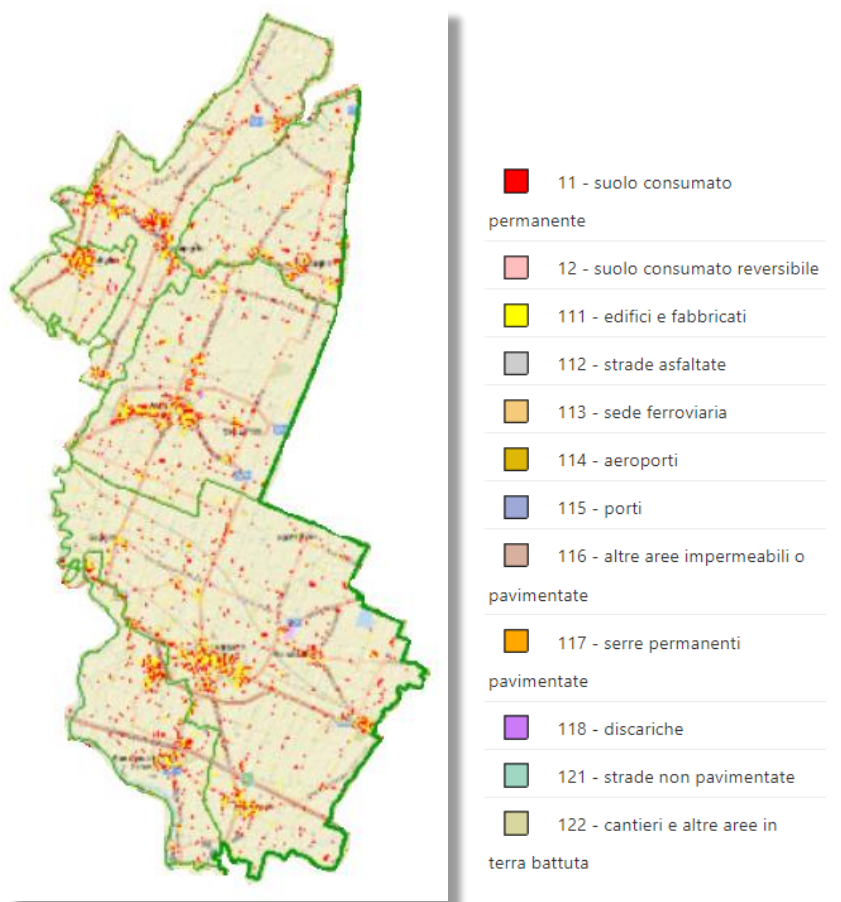 11 - suolo consumato
permanente
12 - suolo consumato reversibile
111 - edifici e fabbricati
112 - strade asfaltate
113 - sede ferroviaria
114 - aeroporti
115 - porti
116 - altre aree impermeabili o
pavimentate
117 - serre permanenti
pavimentate
118 - discariche
121 - strade non pavimentate
122 - cantieri e altre aree in
terra battuta